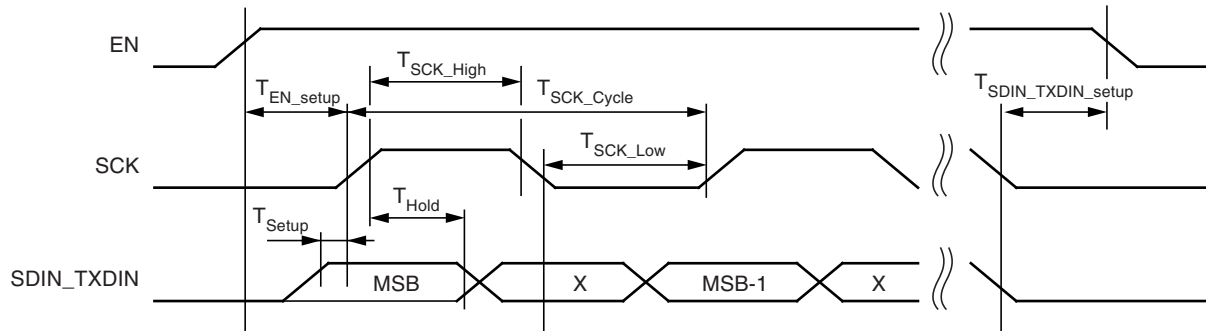 EN
T_SCK_High
T_EN_setup
T_SCK_Cycle
T_SDIN_TXDIN_setup
SCK
T_SCK_Low
T_Hold
T_Setup
SDIN_TXDIN
MSB
X
MSB-1
X